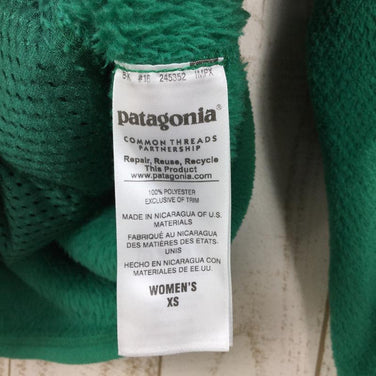 BK #18 245352 IMPX
patagonia®
COMMON THREADS
PARTNERSHIP
Repair, Reuse, Recycle
This Product
www.patagonia.com
100% POLYESTER
EXCLUSIVE OF TRIM
MADE IN NICARAGUA OF U.S.
MATERIALS
FABRIQUÉ AU NICARAGUA
DES MATIÈRES DES ÉTATS-
UNIS
HECHO EN NICARAGUA CON
MATERIALES DE EE.UU.
WOMEN'S
XS